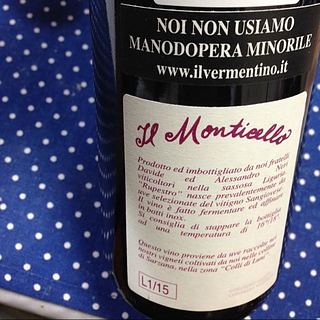 NOI NON USIAMO
MANODOPERA MINORILE
www.ilvermentino.it
Il Monticello
Prodotto ed imbottigliato da noi fratelli
Davide ed Alessandro Neri
viticoltori nella sassosa Liguria.
"Rupestro" nasce prevalentemente da
uve selezionate del vitigno Sangiovese.
Il vino è fatto fermentare ed affinare
in botti inox.
Si consiglia di stappare la bottiglia
ad una temperatura di 16°/18°.
Questo vino proviene da uve raccolte nei
nostri vigneti coltivati da noi nelle colline
di Sarzana, nella zona "Colli di Luni"
L1/15